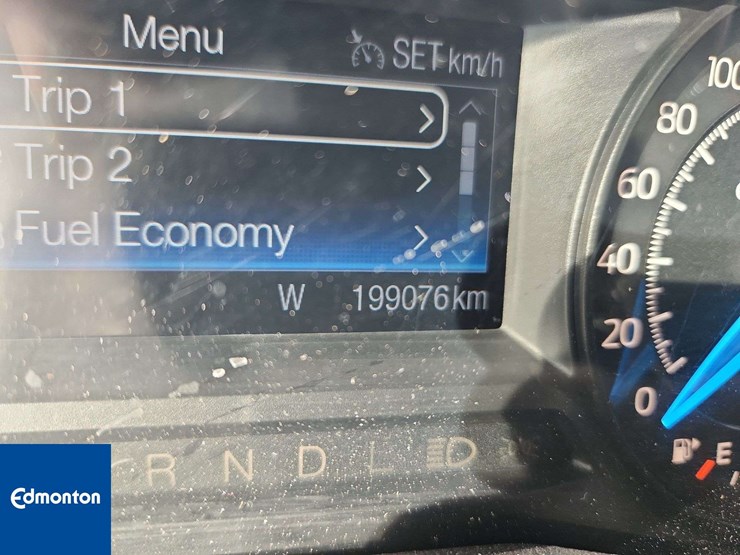 Menu
SET km/h
Trip 1
Trip 2
Fuel Economy
W 199076km
100
80
60
40
20
0
R N D L
E
Edmonton